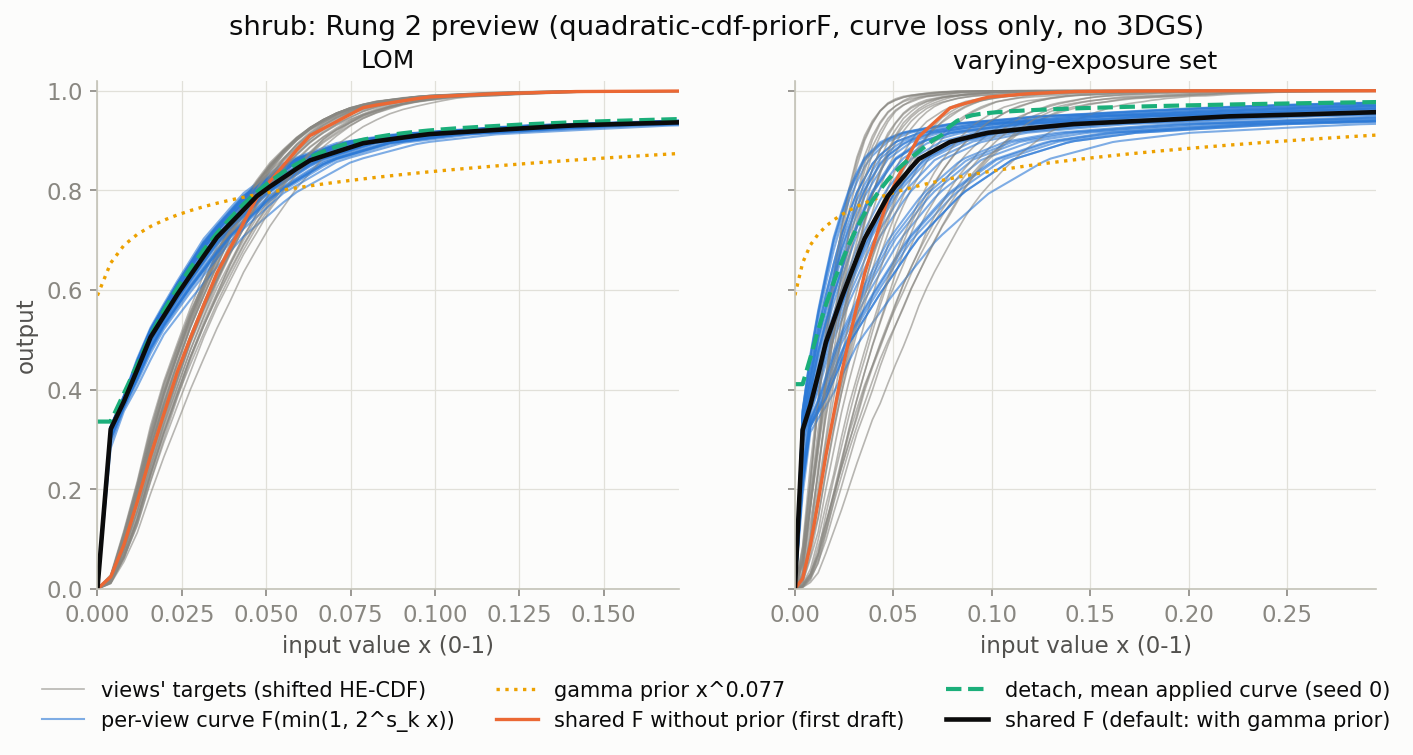 shrub: Rung 2 preview (quadratic-cdf-priorF, curve loss only, no 3DGS)
LOM
varying-exposure set
output
1.0
0.8
0.6
0.4
0.2
0.0
0.000 0.025 0.050 0.075 0.100 0.125 0.150
0.00 0.05 0.10 0.15 0.20 0.25
input value x (0-1)
input value x (0-1)
views' targets (shifted HE-CDF)
per-view curve F(min(1, 2^s_k x))
gamma prior x^0.077
shared F without prior (first draft)
detach, mean applied curve (seed 0)
shared F (default: with gamma prior)